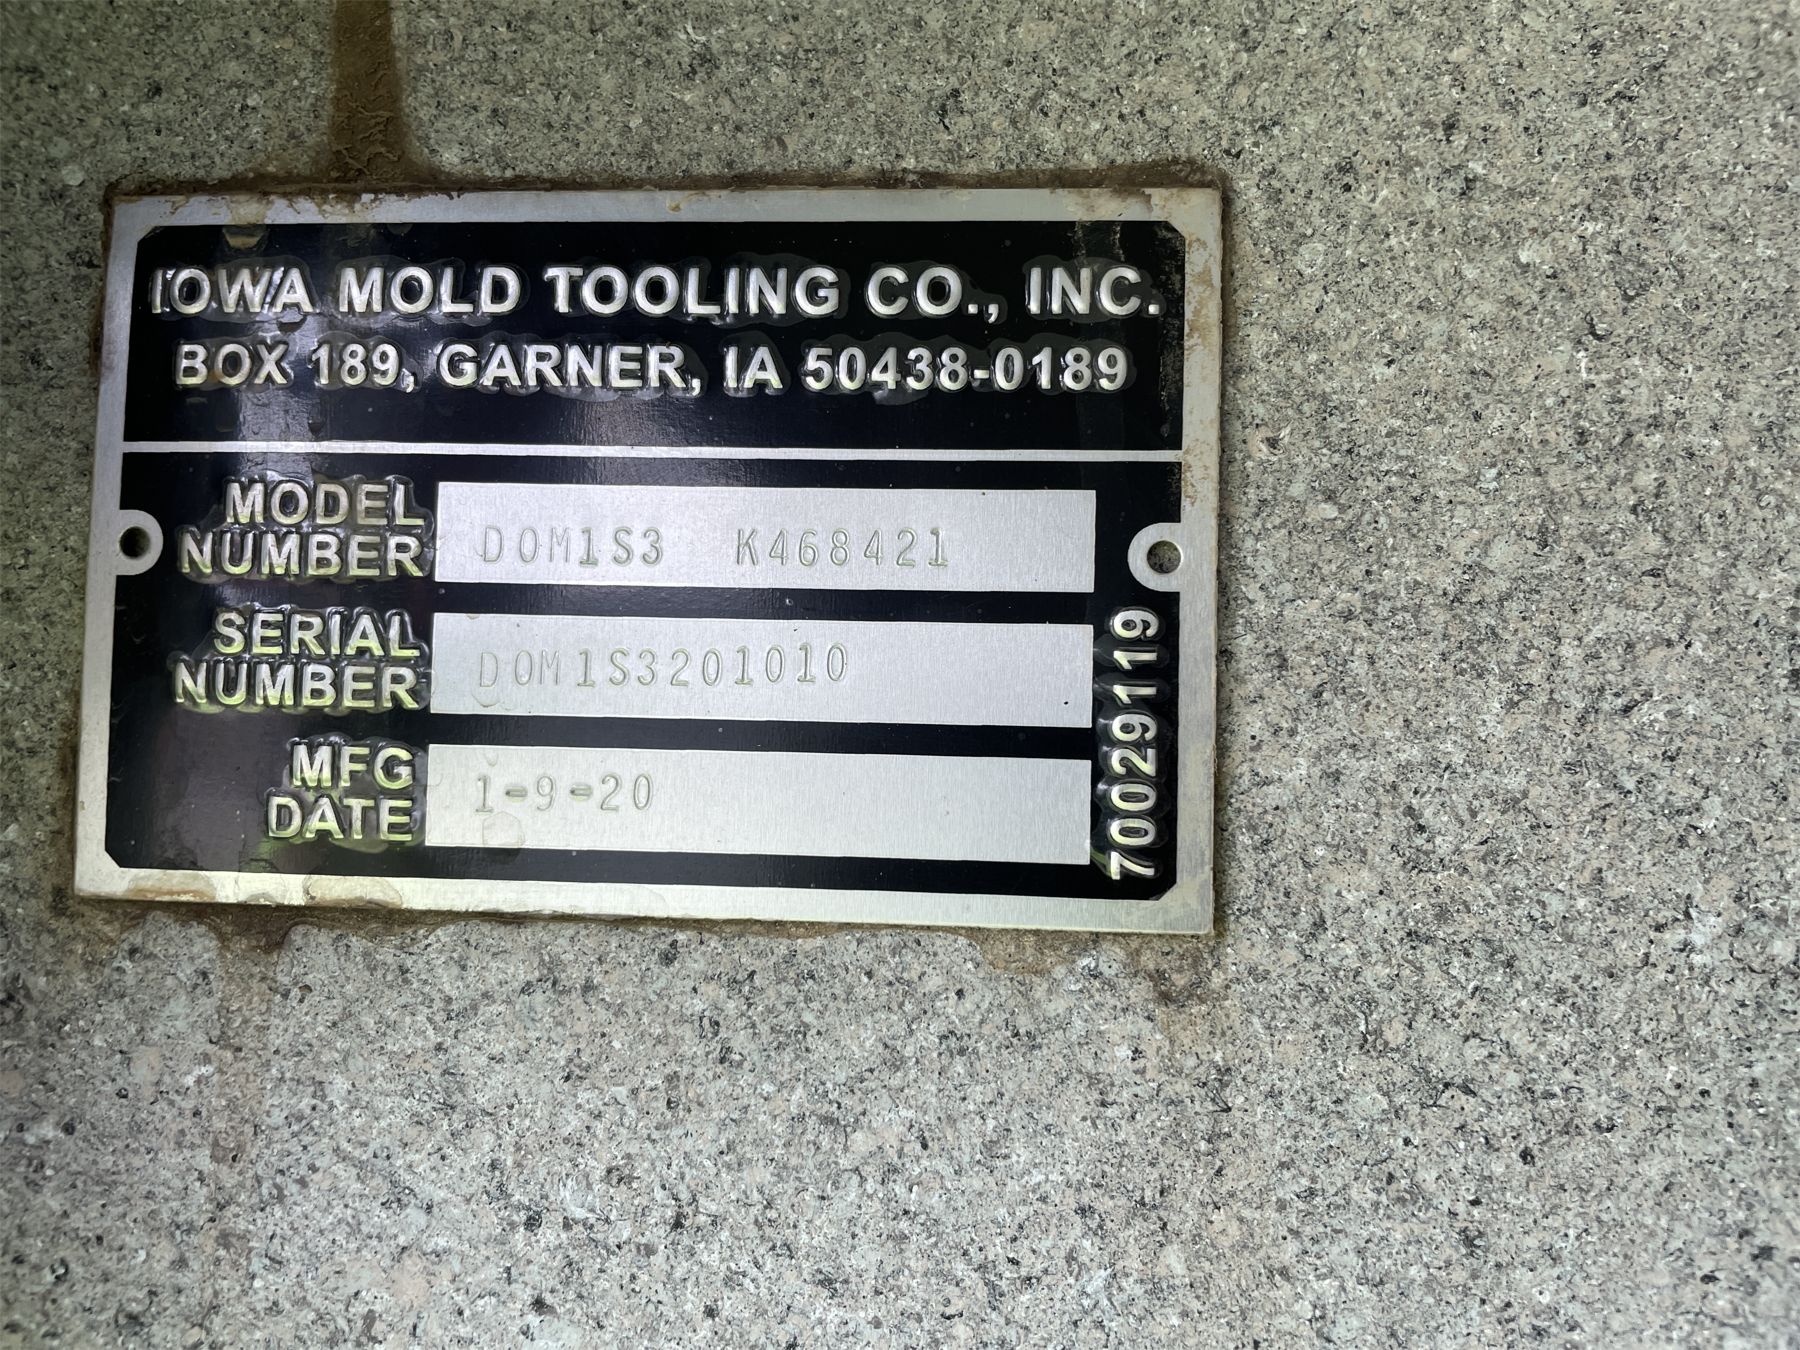 IOWA MOLD TOOLING CO., INC.
BOX 189, GARNER, IA 50438-0189
MODEL NUMBER DOM1S3 K468421
SERIAL NUMBER DOM1S3201010
MFG DATE 1-9-20
70029119